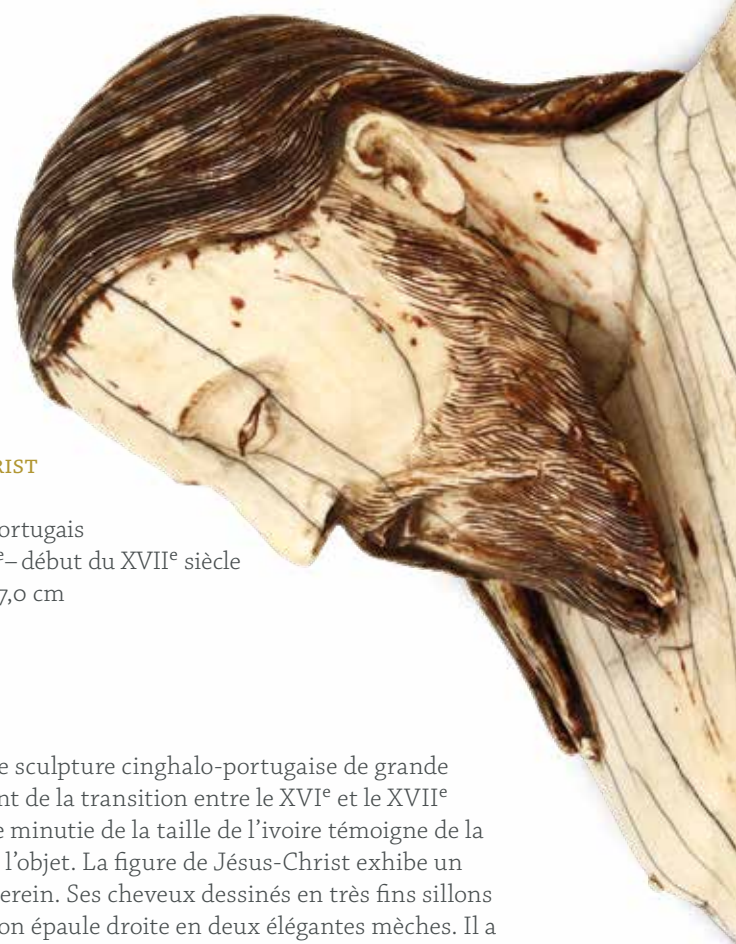 RIST
ortugais
e–début du XVIIe siècle
7,0 cm
e sculpture cinghalo-portugaise de grande
nt de la transition entre le XVIe et le XVIIe
e minutie de la taille de l’ivoire témoigne de la
l’objet. La figure de Jésus-Christ exhibe un
erein. Ses cheveux dessinés en très fins sillons
on épaule droite en deux élégantes mèches. Il a